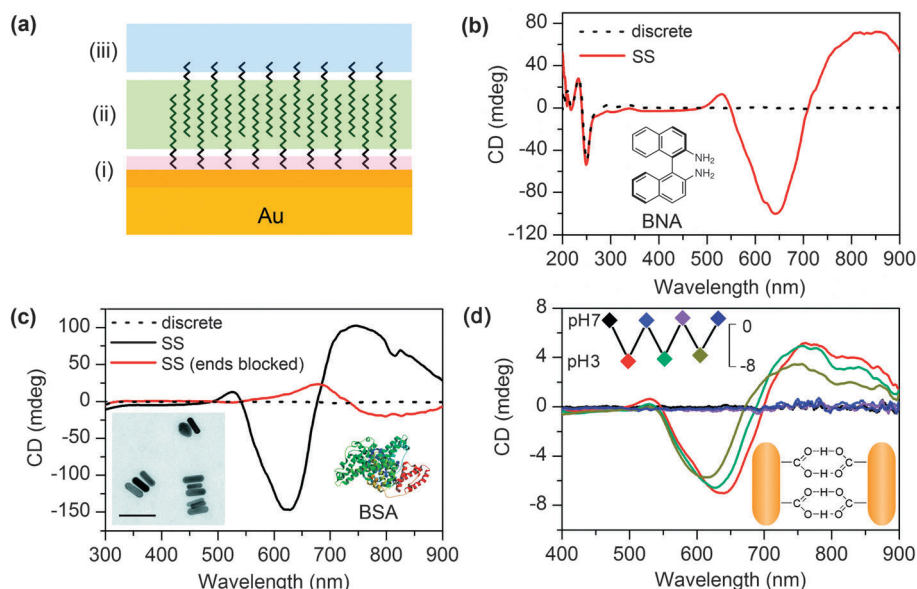 (a)
(iii)
(ii)
(i)
Au
(b)
80
40
0
-40
-80
-120
CD (mdeg)
discrete
SS
NH₂
NH₂
BNA
200 300 400 500 600 700 800 900
Wavelength (nm)
(c)
100
50
0
-50
-100
-150
CD (mdeg)
discrete
SS
SS (ends blocked)
BSA
300 400 500 600 700 800 900
Wavelength (nm)
(d)
8
4
0
-4
-8
CD (mdeg)
pH7
pH3
0
-8
O-H-O
C C
O-H-O
O-H-O
C C
O-H-O
400 500 600 700 800 900
Wavelength (nm)